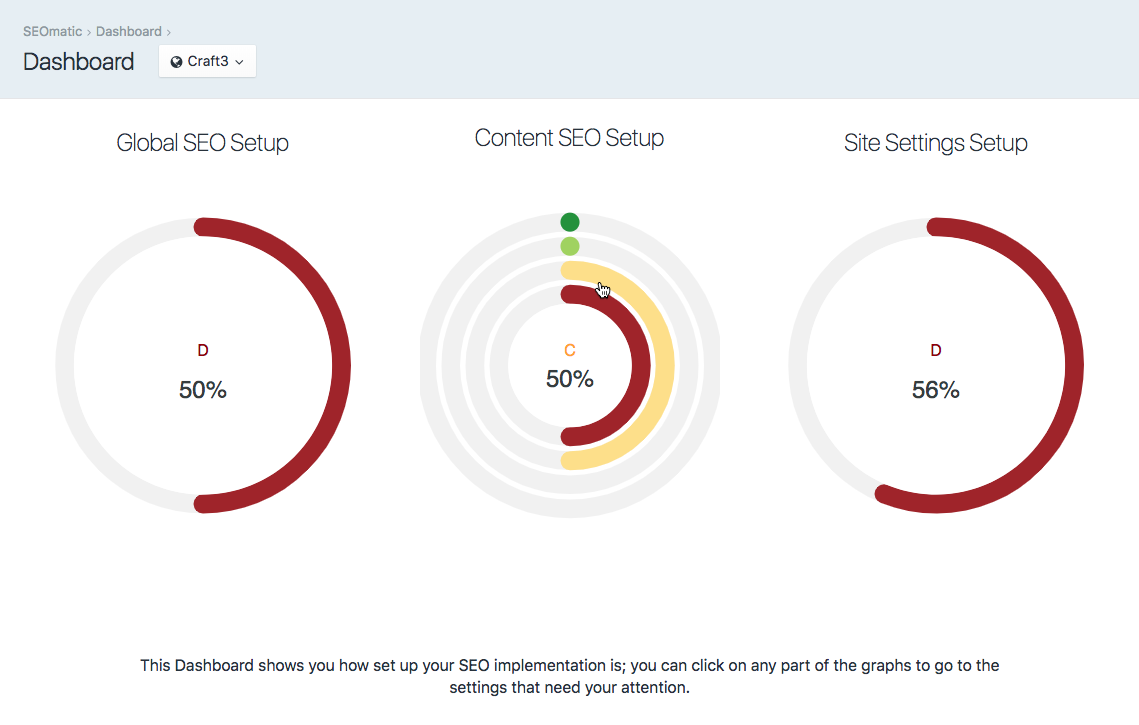 SEOmatic › Dashboard ›
Dashboard
Craft3
Global SEO Setup
Content SEO Setup
Site Settings Setup
D
50%
C
50%
D
56%
This Dashboard shows you how set up your SEO implementation is; you can click on any part of the graphs to go to the
settings that need your attention.